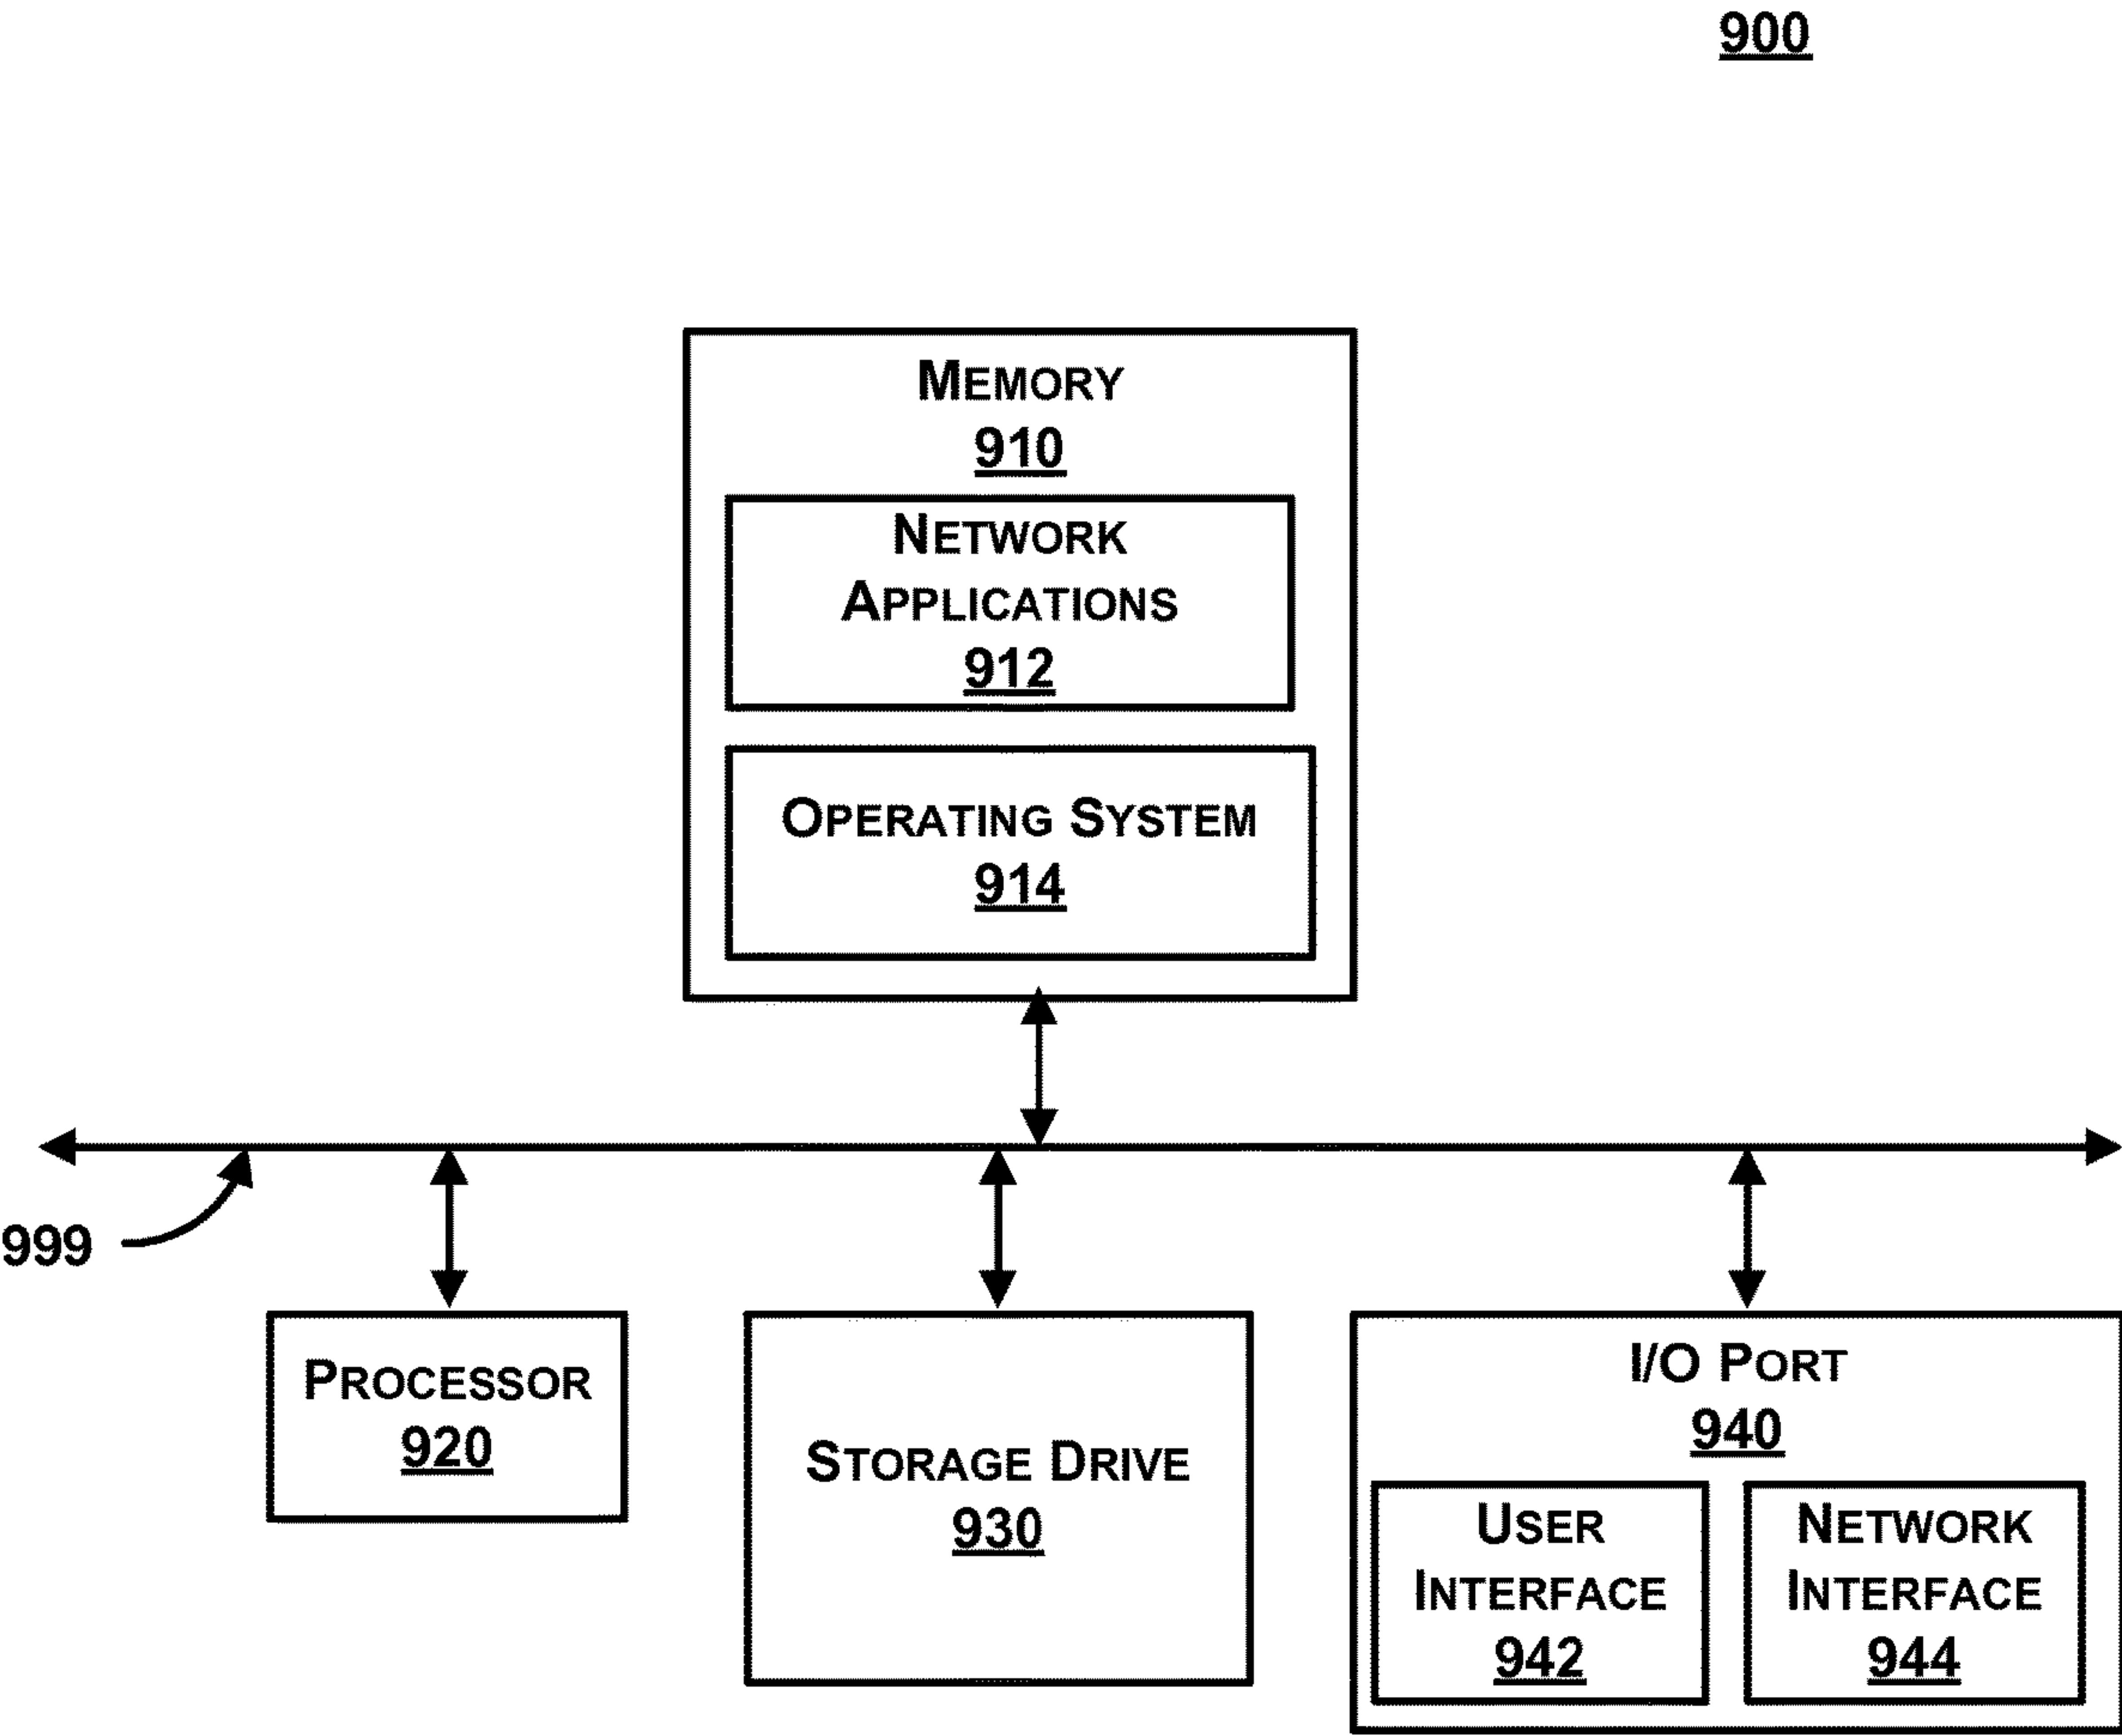 900
MEMORY
910
NETWORK
APPLICATIONS
912
OPERATING SYSTEM
914
999
PROCESSOR
920
STORAGE DRIVE
930
I/O PORT
940
USER
INTERFACE
942
NETWORK
INTERFACE
944